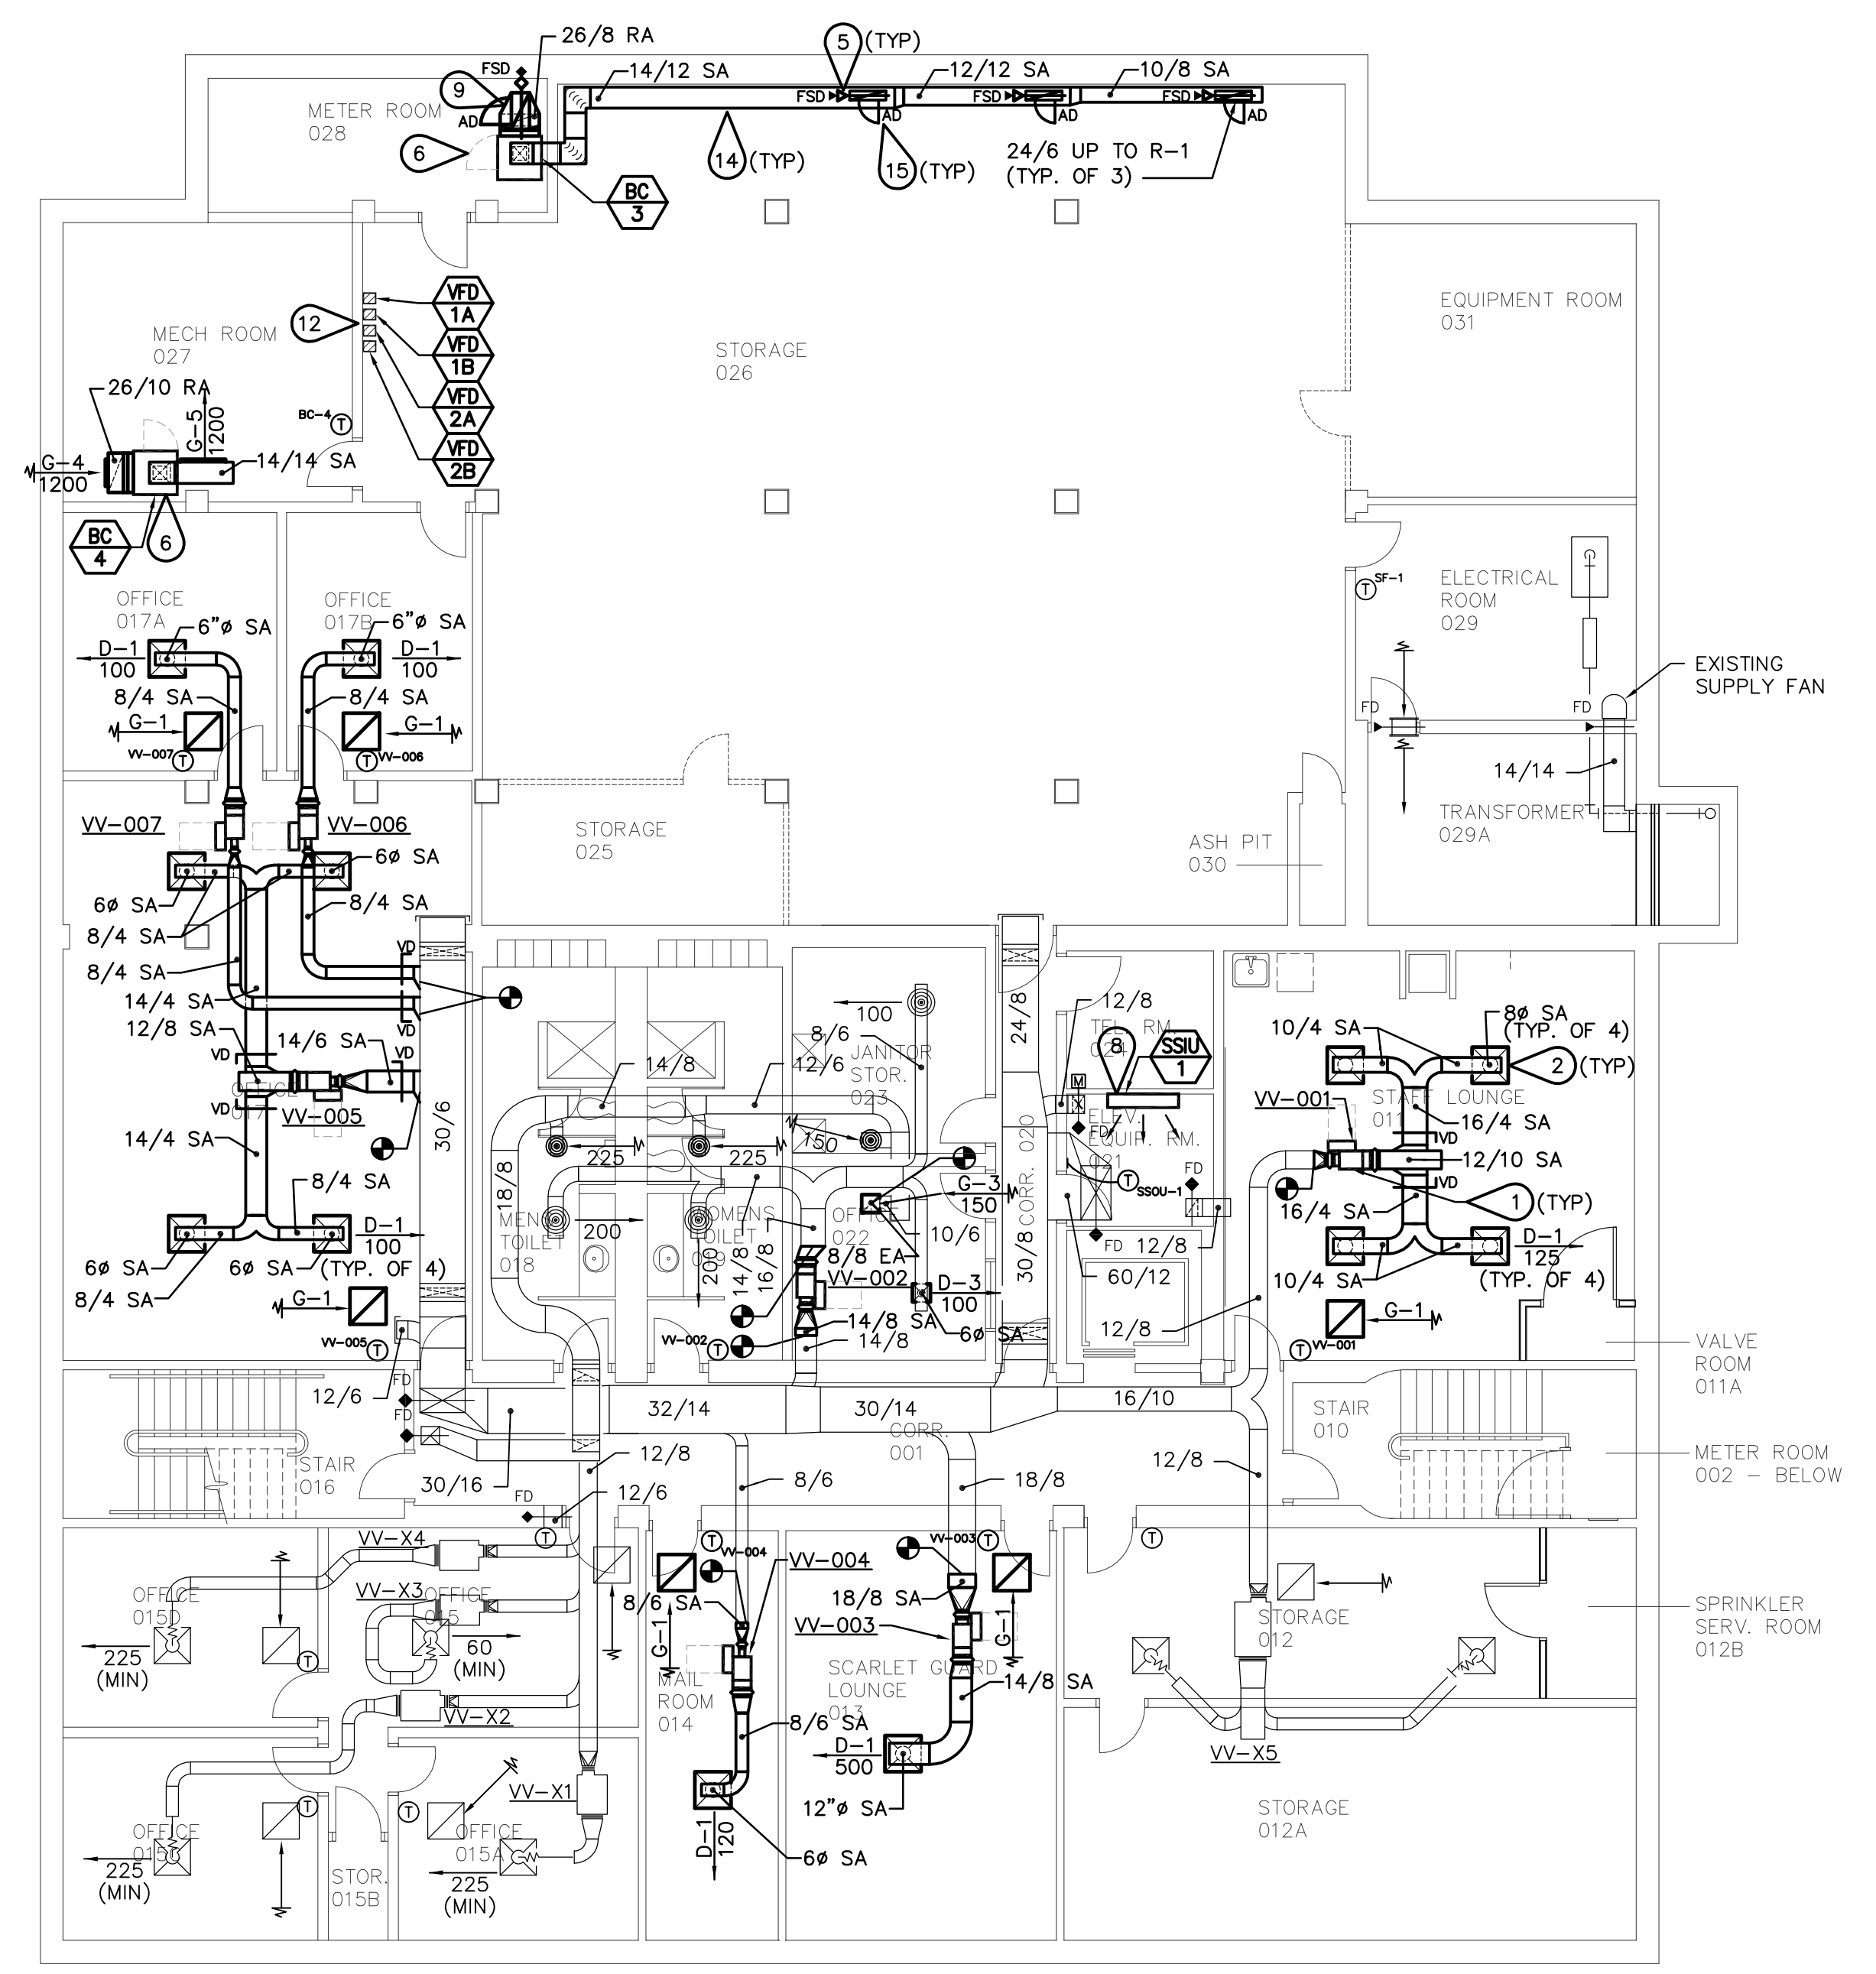 26/8 RA
5
(TYP)
FSD
14/12 SA
12/12 SA
10/8 SA
9
METER ROOM
028
AD
FSD
FSD
FSD
AD
AD
AD
6
14
(TYP)
15
(TYP)
24/6 UP TO R-1
(TYP. OF 3)
BC
3
VFD
1A
12
VFD
1B
VFD
2A
VFD
2B
MECH ROOM
027
STORAGE
026
EQUIPMENT ROOM
031
26/10 RA
G-5
1200
BC-4
T
G-4
1200
14/14 SA
BC
4
6
OFFICE
017A
OFFICE
017B
6"ø SA
6"ø SA
D-1
100
D-1
100
8/4 SA
8/4 SA
G-1
G-1
VV-007
T
T
VV-006
T
SF-1
ELECTRICAL
ROOM
029
EXISTING
SUPPLY FAN
FD
FD
14/14
TRANSFORMER
029A
VV-007
VV-006
STORAGE
025
ASH PIT
030
6ø SA
6ø SA
8/4 SA
8/4 SA
8/4 SA
14/4 SA
12/8 SA
14/6 SA
VD
VD
VD
VD
VD
OFFICE
017
VV-005
14/4 SA
8/4 SA
D-1
100
6ø SA
6ø SA
(TYP. OF 4)
8/4 SA
G-1
VV-005
T
30/6
12/6
100
8/6
JANITOR
STOR.
023
14/8
12/6
150
225
225
18/8
MENS
TOILET
018
WOMENS
TOILET
019
200
200
14/8
16/8
OFFICE
022
G-3
150
10/6
8/8 EA
VV-002
D-3
100
14/8 SA
6ø SA
14/8
VV-002
T
24/8
30/8
CORR. 020
12/8
TEL. RM.
024
8
SSIU
1
M
FD
ELEV.
EQUIP. RM.
021
T
SSOU-1
FD
FD
12/8
60/12
10/4 SA
8ø SA
(TYP. OF 4)
2
(TYP)
STAFF LOUNGE
011
VV-001
16/4 SA
VD
12/10 SA
VD
1
(TYP)
16/4 SA
D-1
125
(TYP. OF 4)
10/4 SA
12/8
G-1
T
VV-001
VALVE
ROOM
011A
FD
FD
32/14
30/14
16/10
CORR.
001
STAIR
010
STAIR
016
12/8
30/16
8/6
18/8
12/8
METER ROOM
002 - BELOW
FD
12/6
T
VV-X4
VV-X3
OFFICE
015D
OFFICE
015
225
(MIN)
60
(MIN)
T
VV-X2
T
VV-004
VV-004
8/6 SA
G-1
MAIL
ROOM
014
8/6 SA
D-1
120
6ø SA
VV-003
T
18/8 SA
VV-003
G-1
SCARLET GUARD
LOUNGE
013
14/8 SA
D-1
500
12"ø SA
T
STORAGE
012
SPRINKLER
SERV. ROOM
012B
VV-X5
STORAGE
012A
VV-X1
T
T
OFFICE
015C
OFFICE
015A
225
(MIN)
STOR.
015B
225
(MIN)